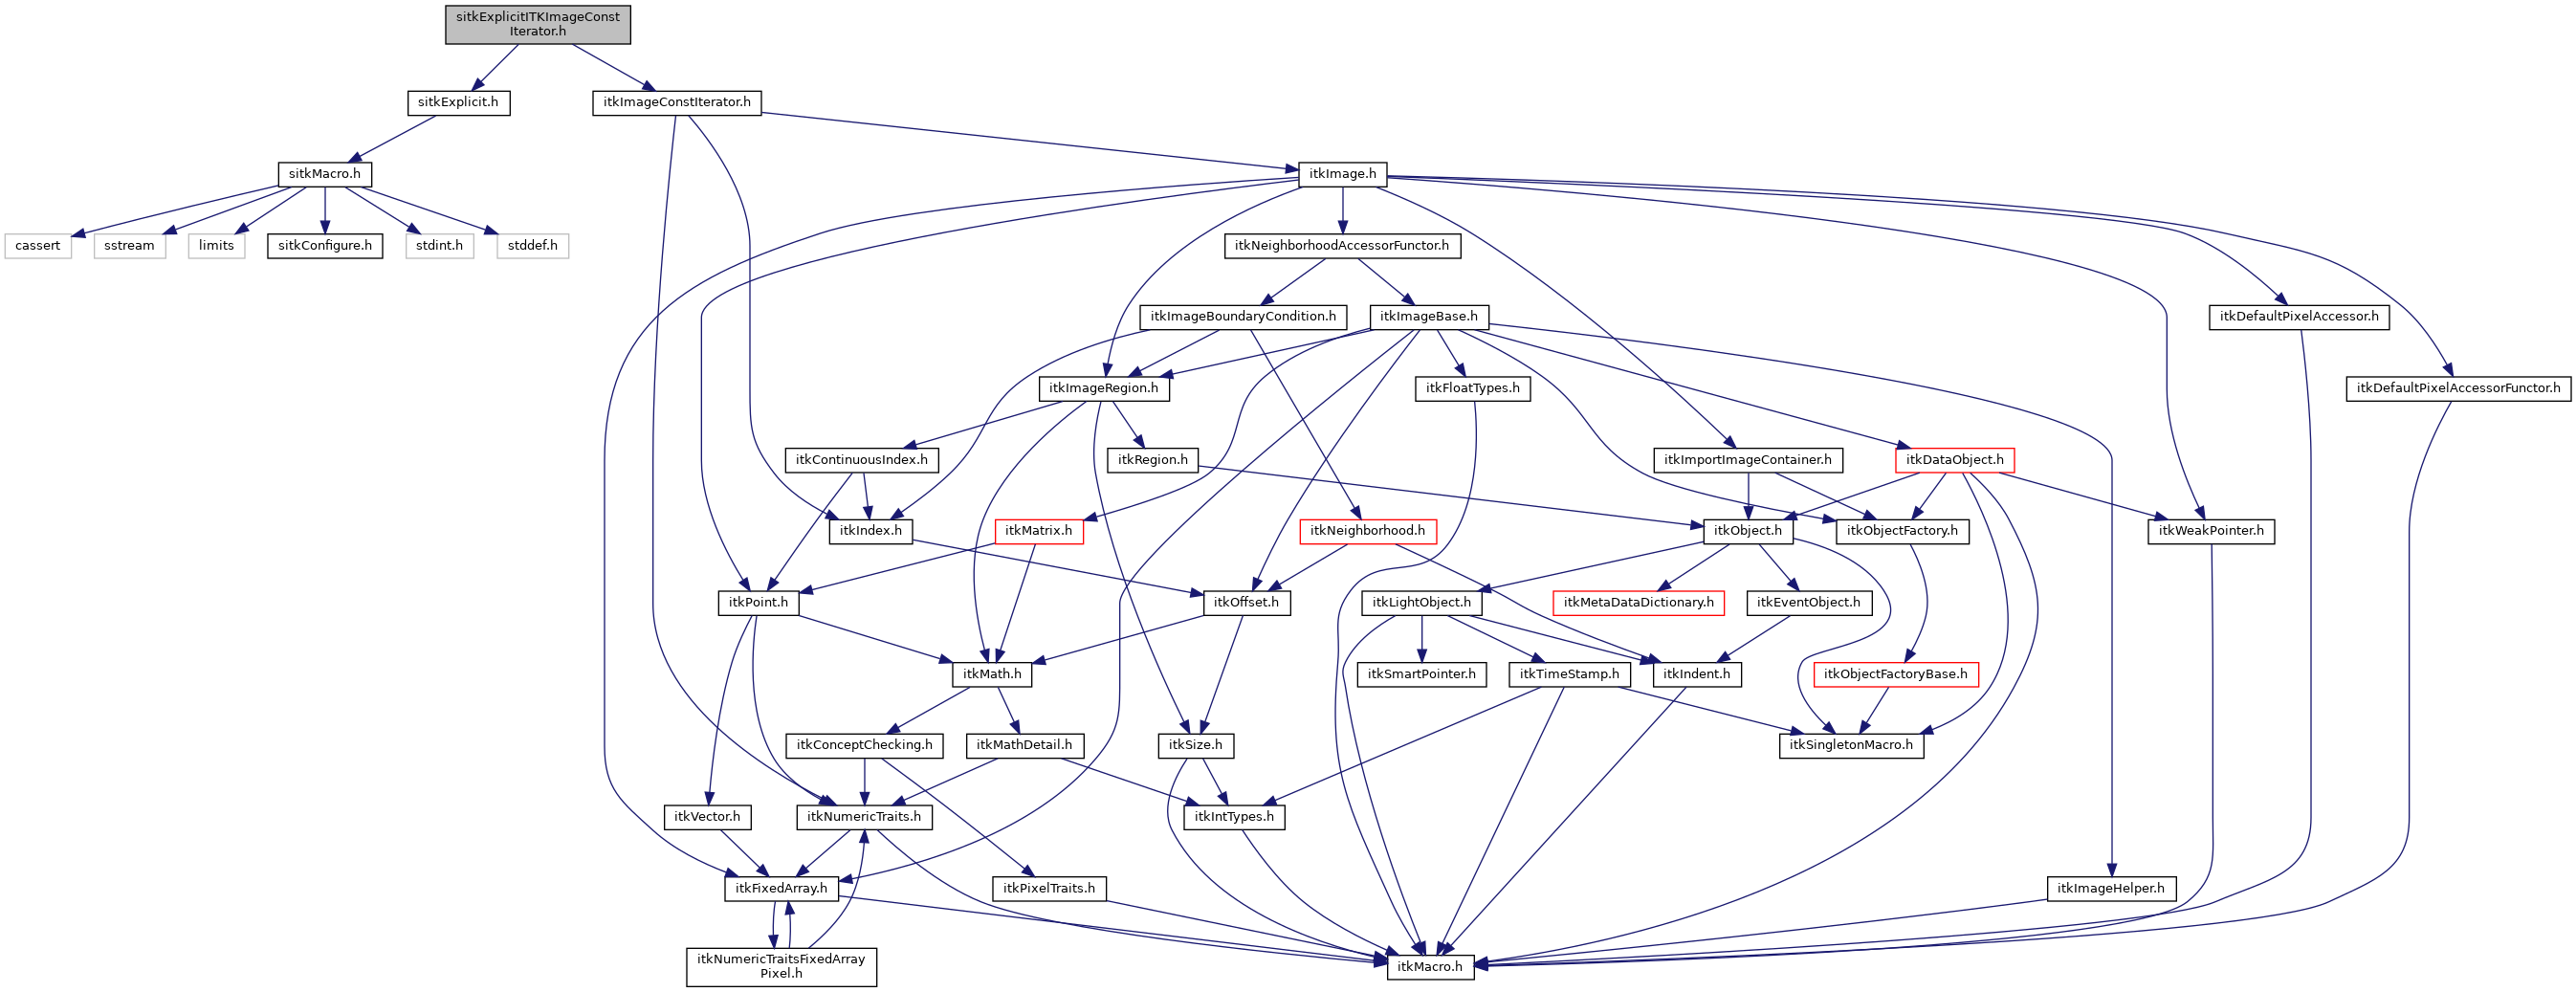 sitkExplicitITKImageConst
Iterator.h
sitkExplicit.h
itkImageConstIterator.h
sitkMacro.h
itkImage.h
cassert
sstream
limits
sitkConfigure.h
stdint.h
stddef.h
itkNeighborhoodAccessorFunctor.h
itkImageBoundaryCondition.h
itkImageBase.h
itkDefaultPixelAccessor.h
itkImageRegion.h
itkFloatTypes.h
itkDefaultPixelAccessorFunctor.h
itkContinuousIndex.h
itkRegion.h
itkImportImageContainer.h
itkDataObject.h
itkIndex.h
itkMatrix.h
itkNeighborhood.h
itkObject.h
itkObjectFactory.h
itkWeakPointer.h
itkPoint.h
itkOffset.h
itkLightObject.h
itkMetaDataDictionary.h
itkEventObject.h
itkMath.h
itkSmartPointer.h
itkTimeStamp.h
itkIndent.h
itkObjectFactoryBase.h
itkConceptChecking.h
itkMathDetail.h
itkSize.h
itkSingletonMacro.h
itkVector.h
itkNumericTraits.h
itkIntTypes.h
itkFixedArray.h
itkPixelTraits.h
itkImageHelper.h
itkNumericTraitsFixedArray
Pixel.h
itkMacro.h